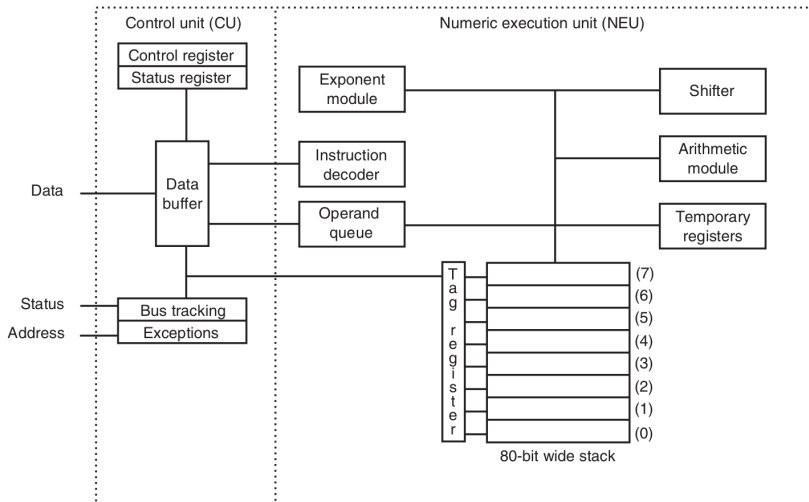 Control unit (CU)
Numeric execution unit (NEU)
Control register
Status register
Exponent
module
Shifter
Data
Data
buffer
Instruction
decoder
Arithmetic
module
Operand
queue
Temporary
registers
Status
Address
Bus tracking
Exceptions
Tag register
(7)
(6)
(5)
(4)
(3)
(2)
(1)
(0)
80-bit wide stack